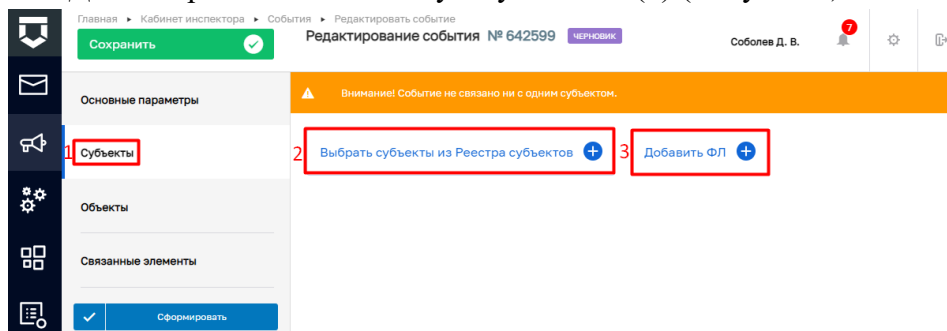 Главная ▸ Кабинет инспектора ▸ События ▸ Редактировать событие
Сохранить
Редактирование события № 642599 ЧЕРНОВИК
Соболев Д. В.
7
Основные параметры
Внимание! Событие не связано ни с одним субъектом.
1 Субъекты
2 Выбрать субъекты из Реестра субъектов
3 Добавить ФЛ
Объекты
Связанные элементы
Сформировать